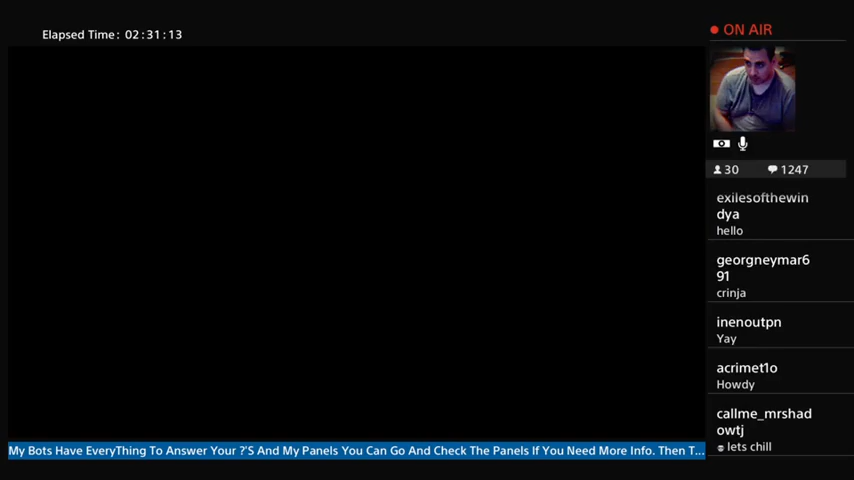 Elapsed Time: 02:31:13
ON AIR
30 1247
exilesofthewin
dya
hello
georgneymar6
91
crinja
inenoutpn
Yay
acrimet1o
Howdy
callme_mrshad
owtj
lets chill
My Bots Have EveryThing To Answer Your ?'S And My Panels You Can Go And Check The Panels If You Need More Info. Then T...